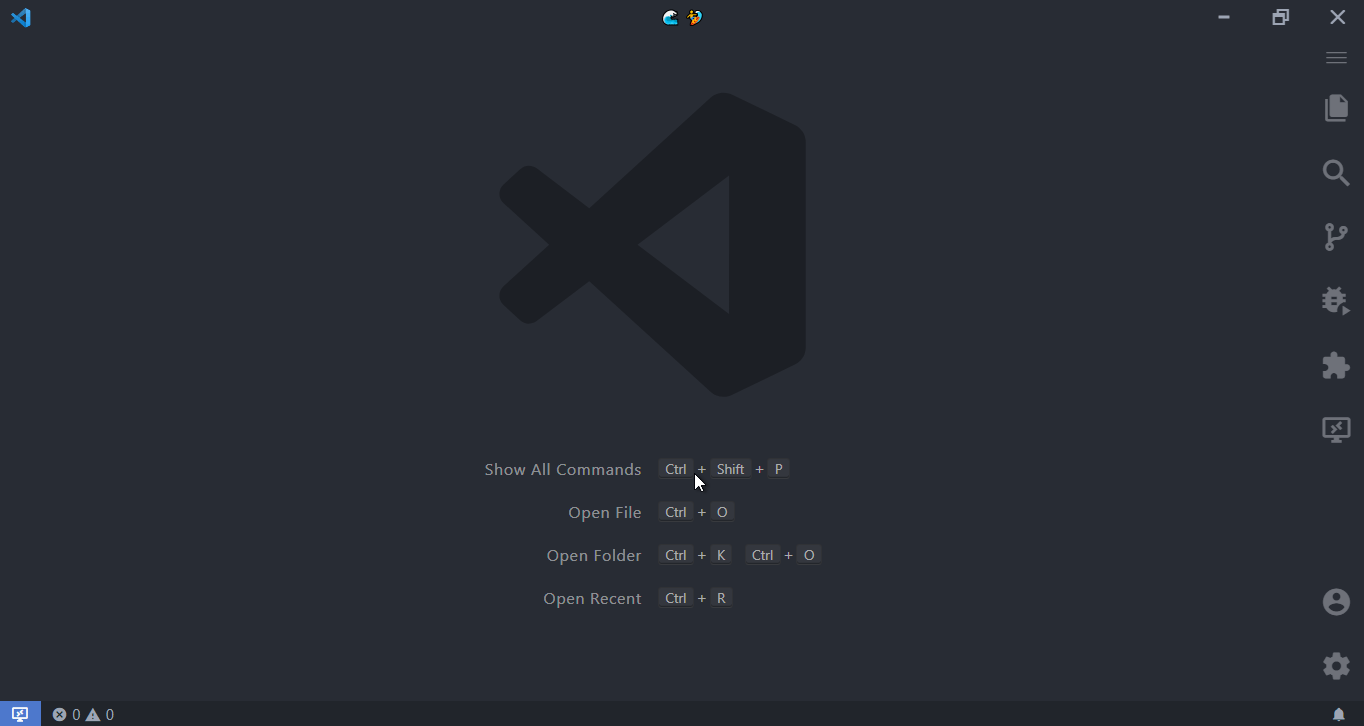 🌊 🏄
Show All Commands Ctrl + Shift + P
Open File Ctrl + O
Open Folder Ctrl + K Ctrl + O
Open Recent Ctrl + R
0 0